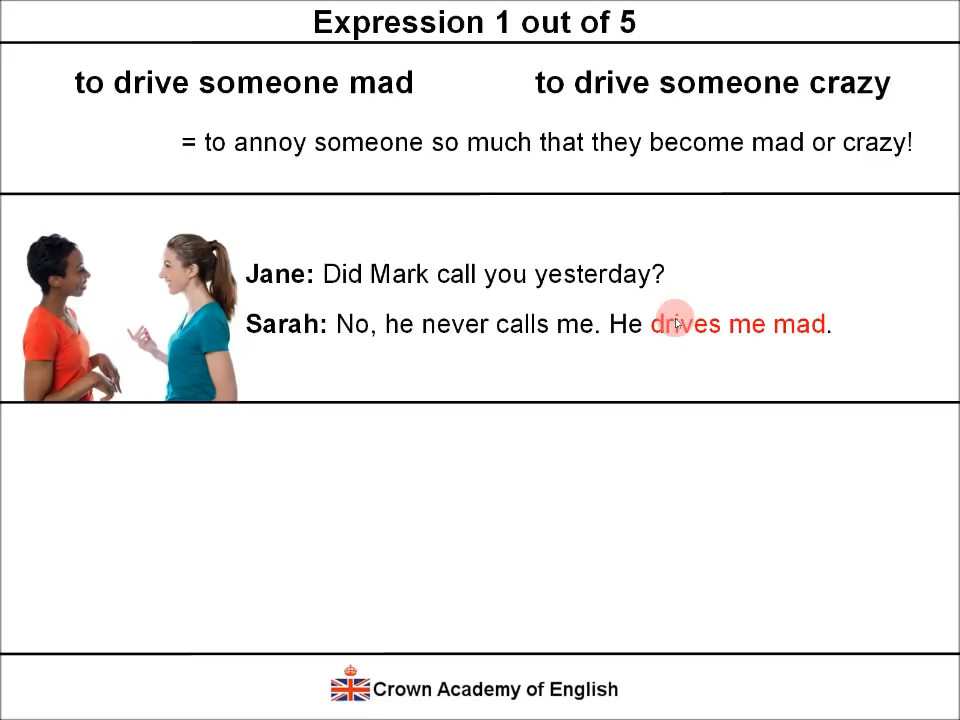 Expression 1 out of 5
to drive someone mad to drive someone crazy
= to annoy someone so much that they become mad or crazy!
Jane: Did Mark call you yesterday?
Sarah: No, he never calls me. He drives me mad.
Crown Academy of English